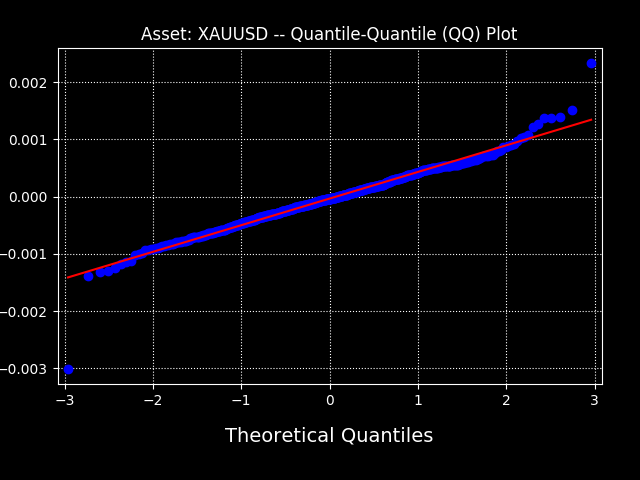 Asset: XAUUSD -- Quantile-Quantile (QQ) Plot
0.002
0.001
0.000
−0.001
−0.002
−0.003
−3 −2 −1 0 1 2 3
Theoretical Quantiles